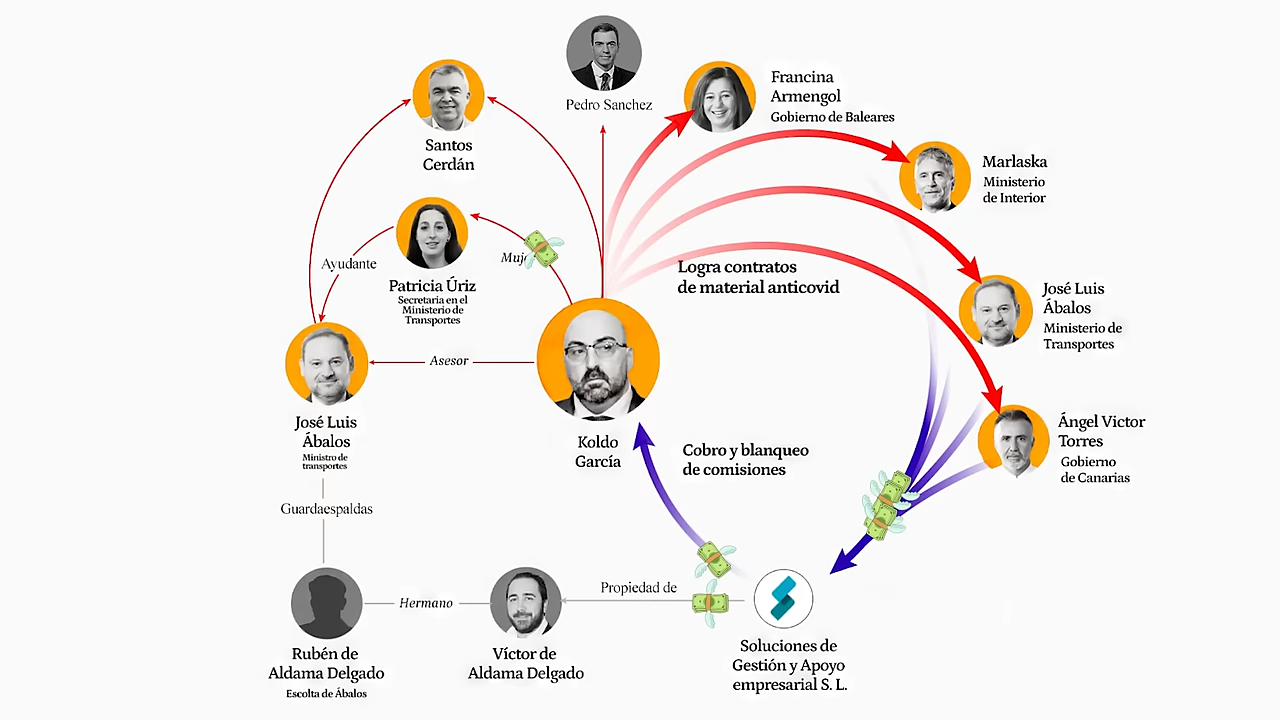 Pedro Sanchez
Francina
Armengol
Gobierno de Baleares
Santos
Cerdán
Marlaska
Ministerio
de Interior
Ayudante
Patricia Úriz
Secretaria en el
Ministerio de
Transportes
Logra contratos
de material anticovid
José Luis
Ábalos
Ministerio de
Transportes
Asesor
José Luis
Ábalos
Ministro de
transportes
Koldo
García
Cobro y blanqueo
de comisiones
Ángel Victor
Torres
Gobierno
de Canarias
Guardaespaldas
Hermano
Propiedad de
Rubén de
Aldama Delgado
Escolta de Ábalos
Víctor de
Aldama Delgado
Soluciones de
Gestión y Apoyo
empresarial S. L.